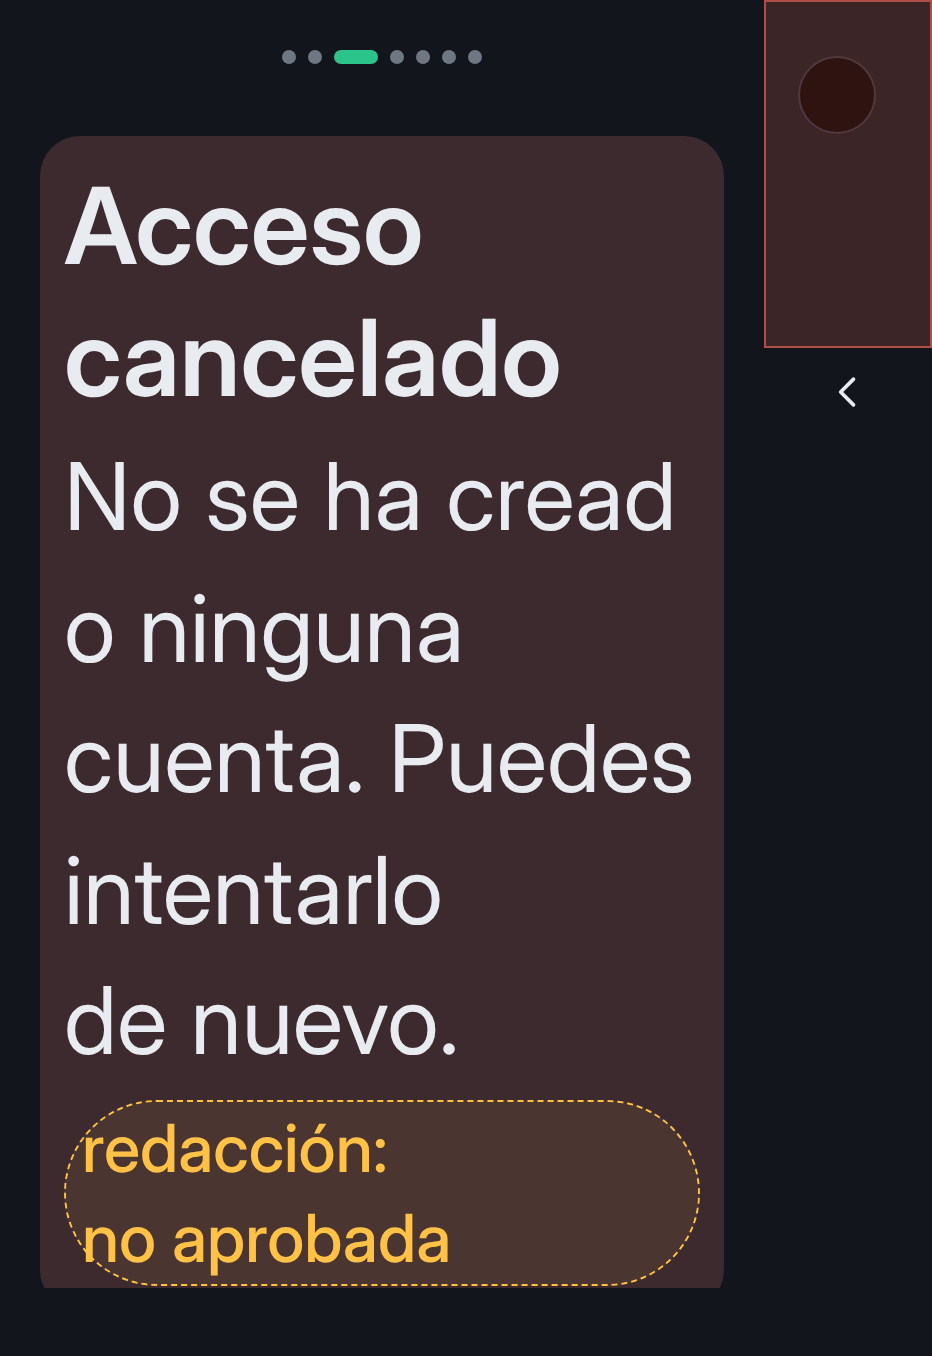 Acceso
cancelado
No se ha cread
o ninguna
cuenta. Puedes
intentarlo
de nuevo.
redacción:
no aprobada